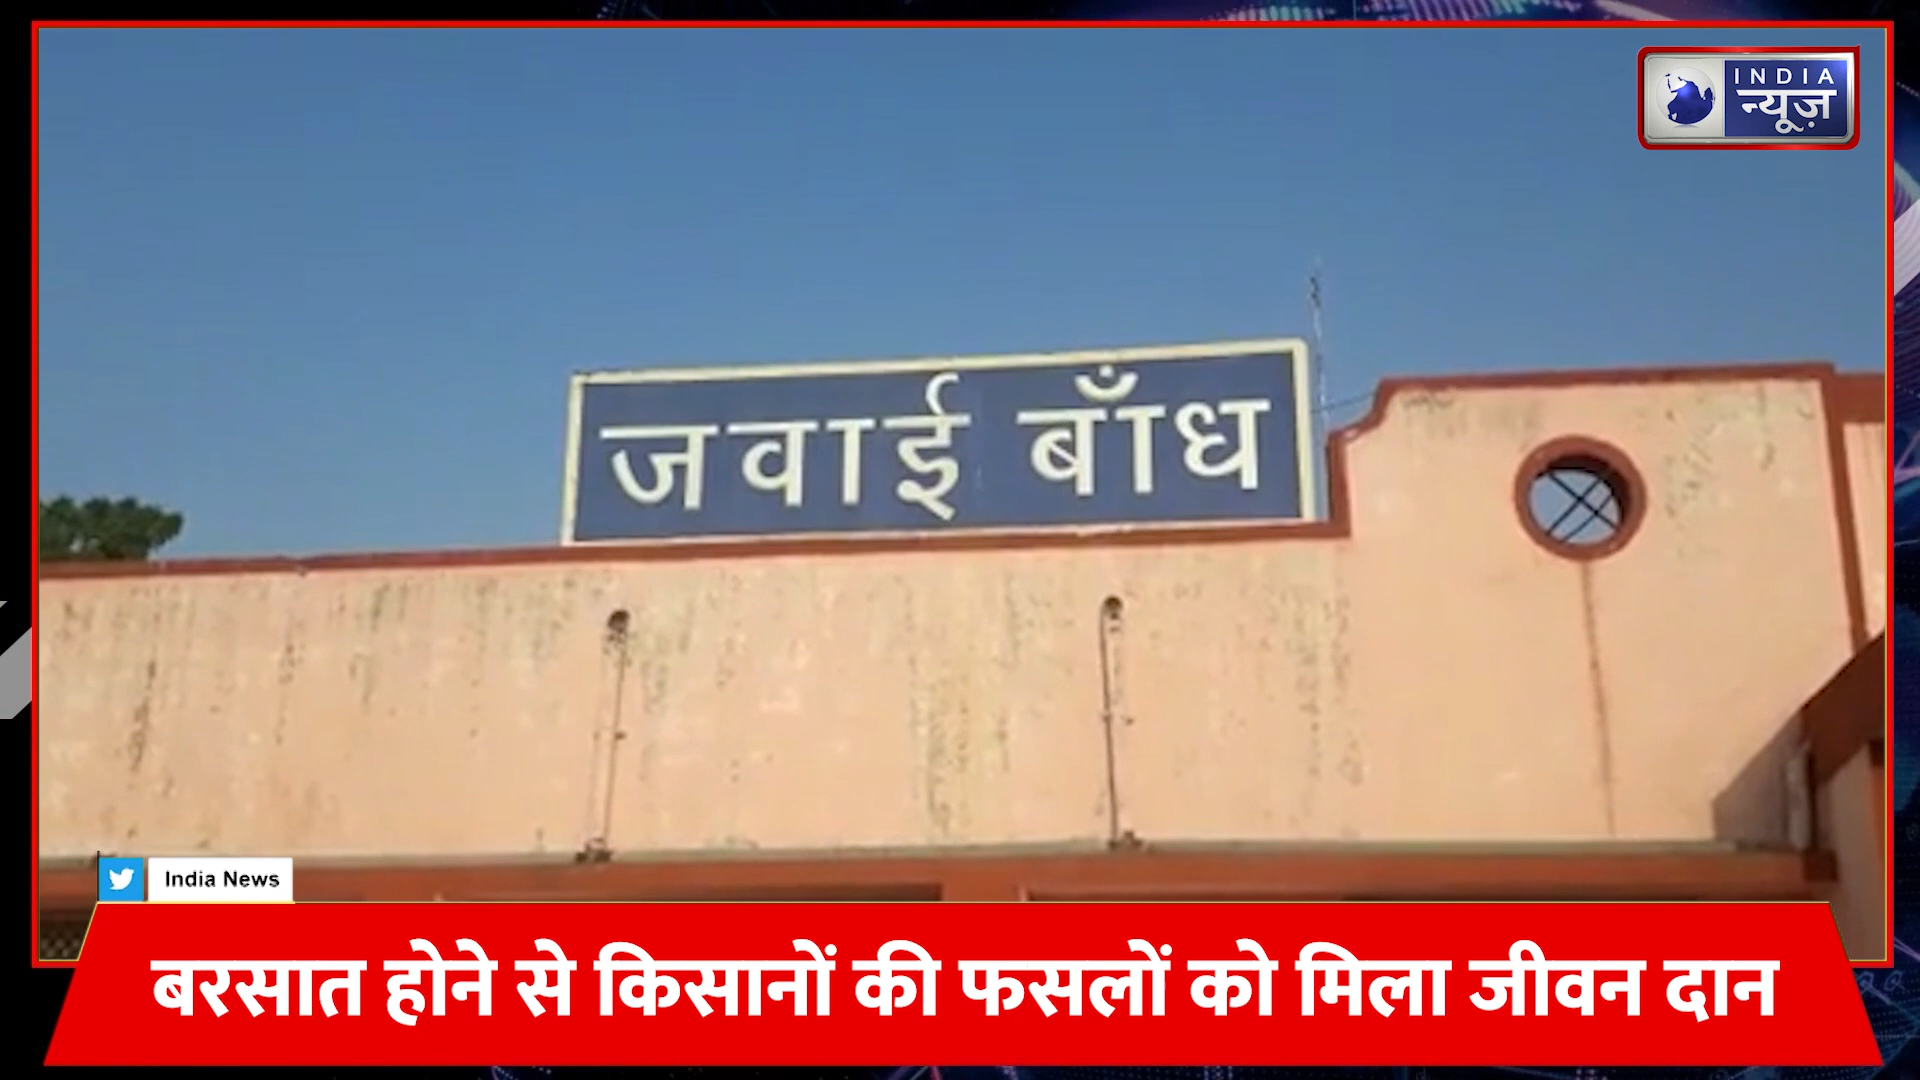 INDIA
न्यूज़
जवाई बाँध
India News
बरसात होने से किसानों की फसलों को मिला जीवन दान